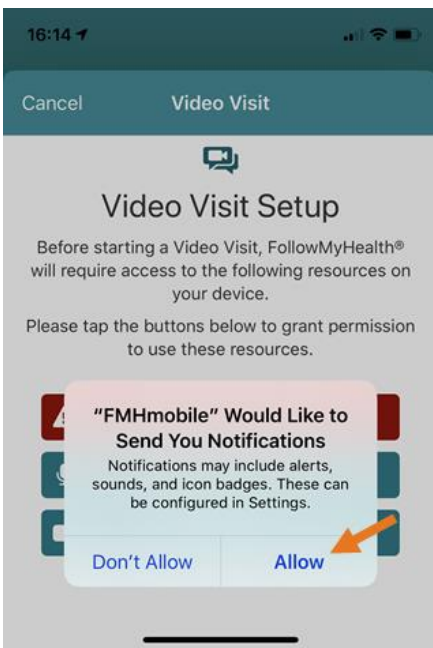 16:14
Cancel Video Visit
Video Visit Setup
Before starting a Video Visit, FollowMyHealth®
will require access to the following resources on
your device.
Please tap the buttons below to grant permission
to use these resources.
"FMHmobile" Would Like to
Send You Notifications
Notifications may include alerts,
sounds, and icon badges. These can
be configured in Settings.
Don't Allow Allow